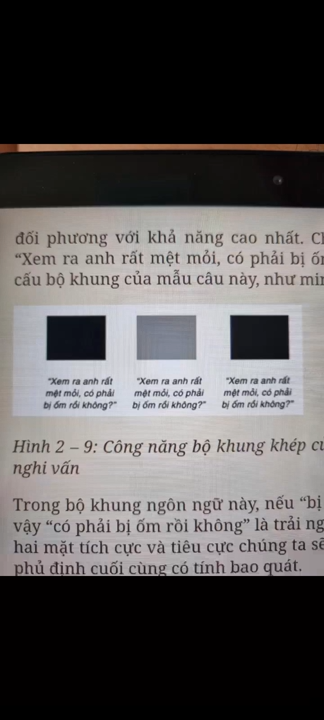 đối phương với khả năng cao nhất.
“Xem ra anh rất mệt mỏi, có phải bị
cấu bộ khung của mẫu câu này, như
"Xem ra anh rất
mệt mỏi, có phải
bị ốm rồi không?"
"Xem ra anh rất
mệt mỏi, có phải
bị ốm rồi không?"
"Xem ra anh rất
mệt mỏi, có phải
bị ốm rồi không?"
Hình 2 – 9: Công năng bộ khung khép
nghi vấn
Trong bộ khung ngôn ngữ này, nếu “bị
vậy “có phải bị ốm rồi không” là trải
hai mặt tích cực và tiêu cực chúng ta
phủ định cuối cùng có tính bao quát.